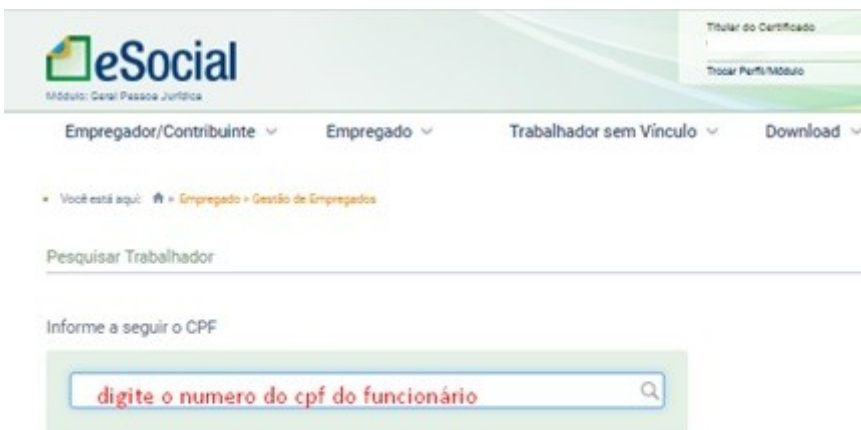 Titular do Certificado
eSocial
Trocar Perfil/Módulo
Módulo: Geral Pessoa Jurídica
Empregador/Contribuinte Empregado Trabalhador sem Vínculo Download
Você está aqui: » Empregado » Gestão de Empregados
Pesquisar Trabalhador
Informe a seguir o CPF
digite o numero do cpf do funcionário